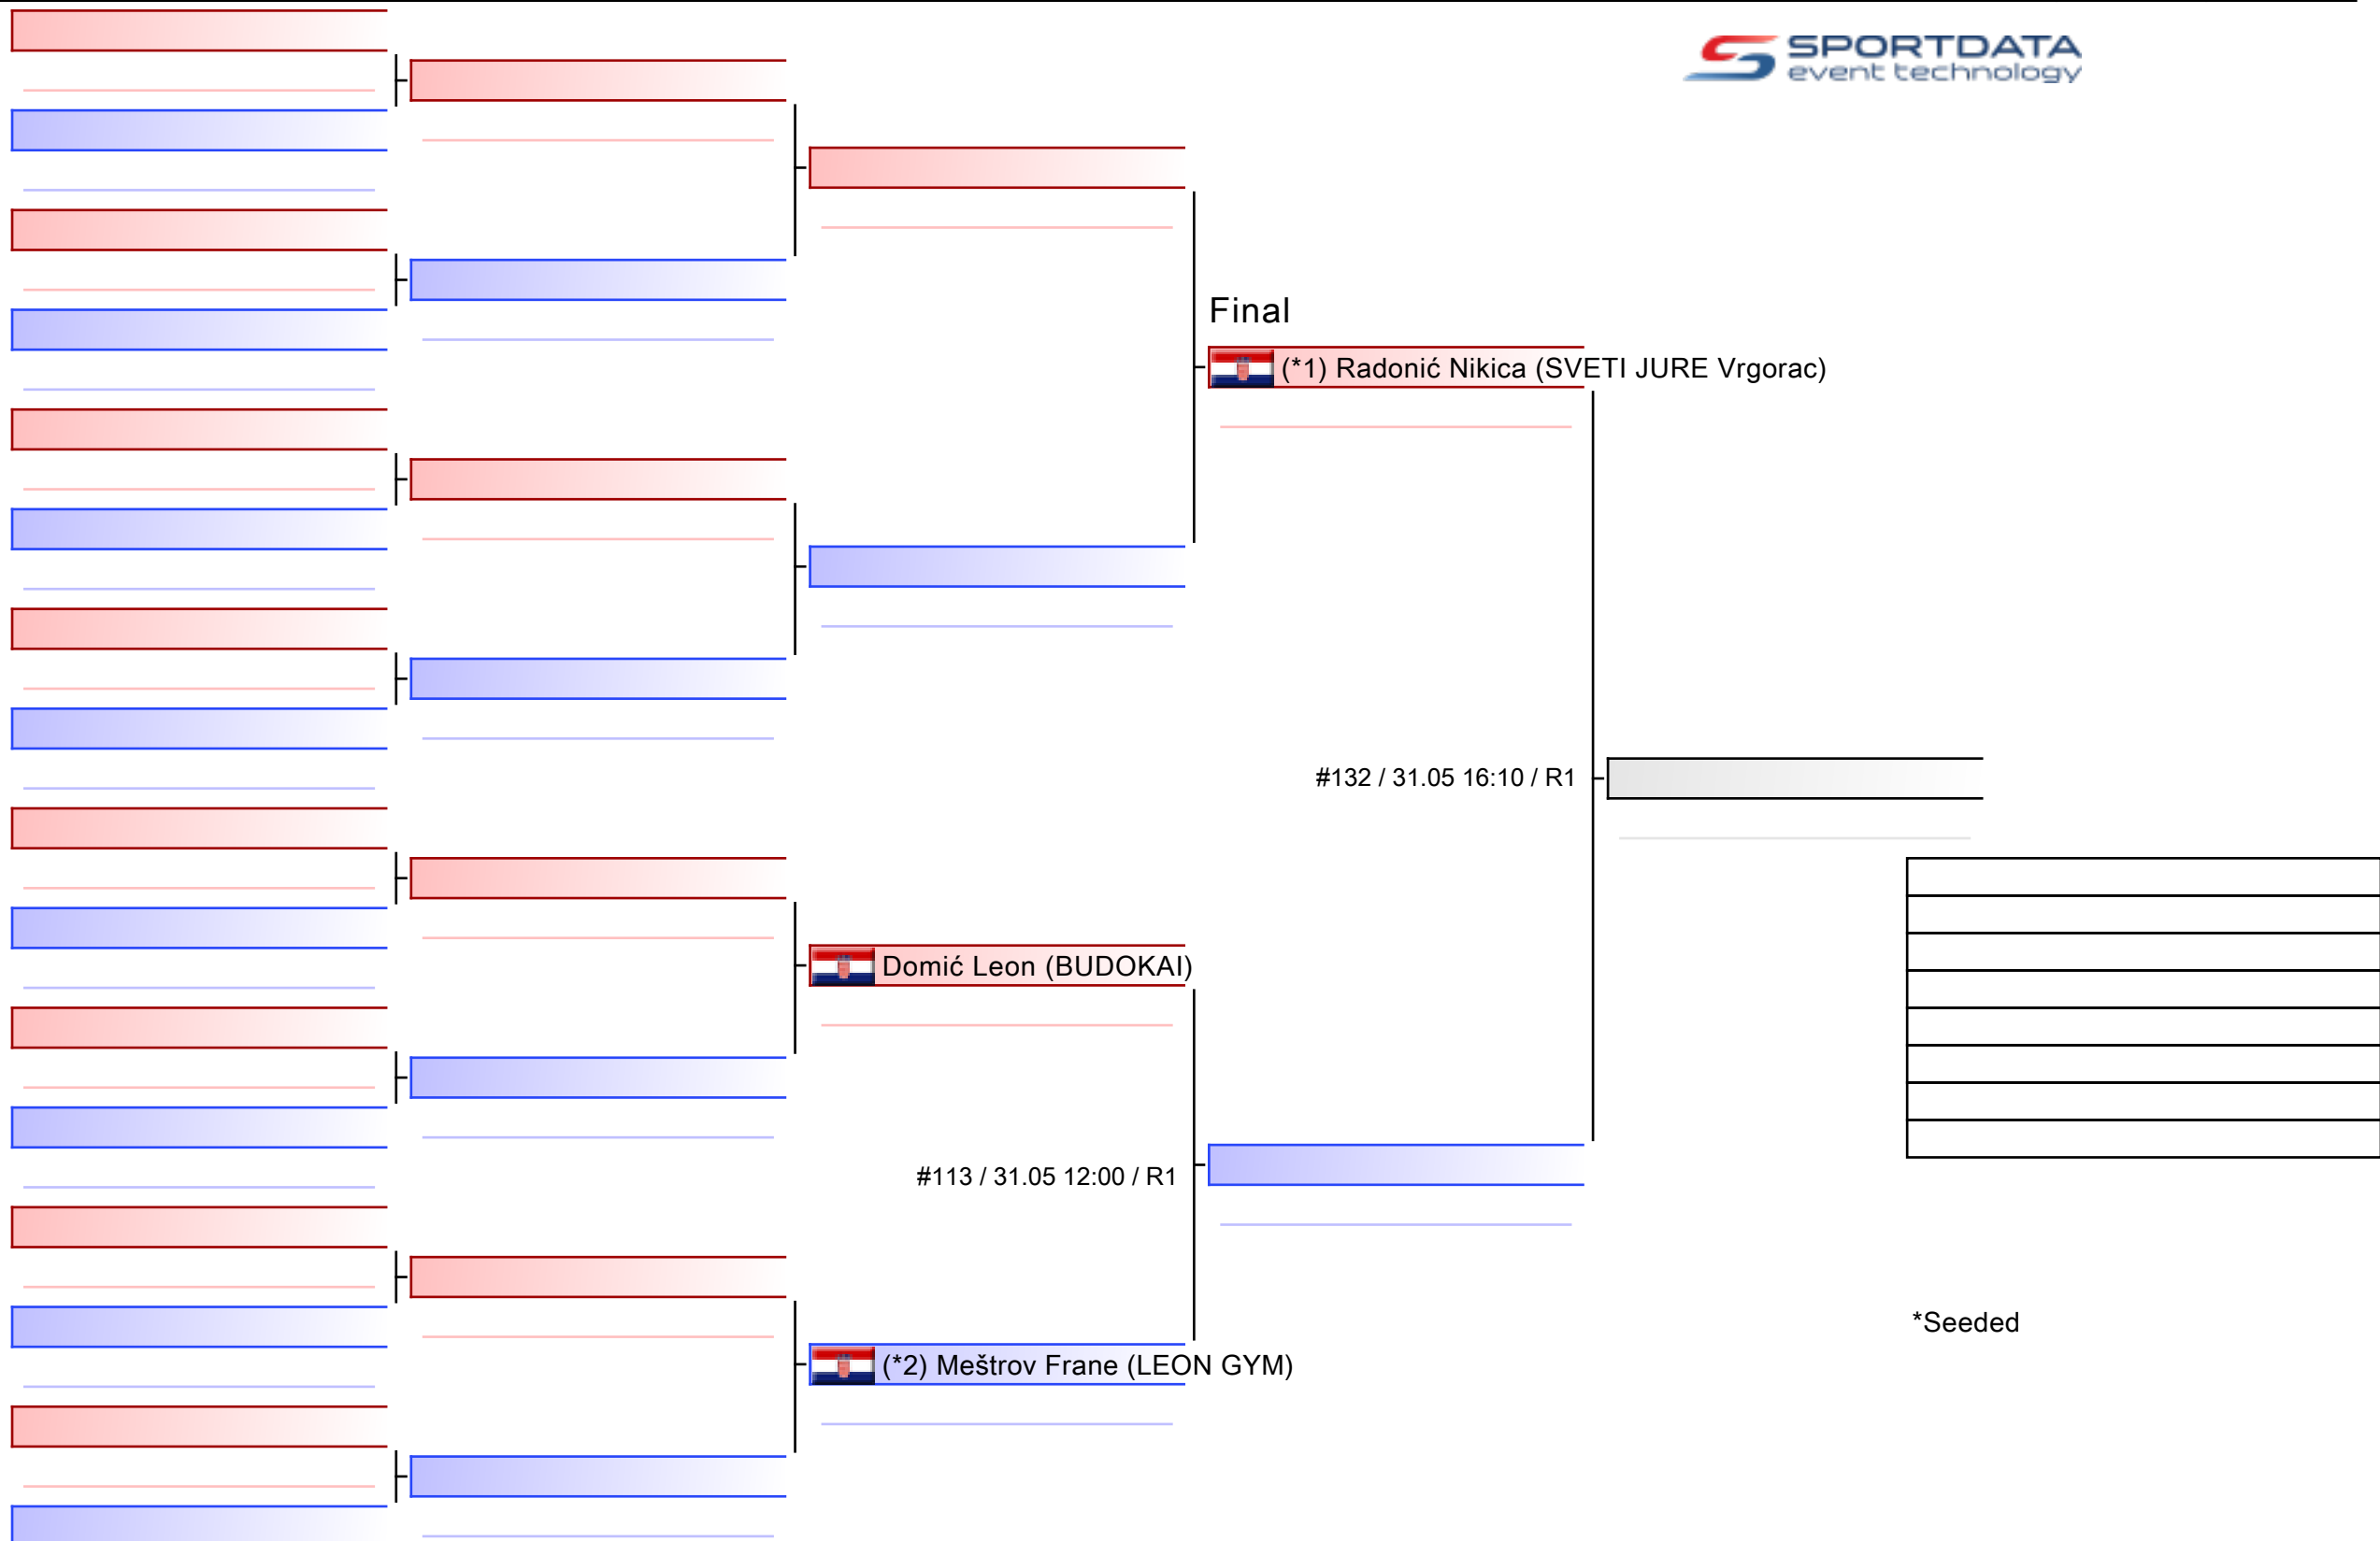 SPORTDATA
event technology
Final
(*1) Radonić Nikica (SVETI JURE Vrgorac)
#132 / 31.05 16:10 / R1
Domić Leon (BUDOKAI)
#113 / 31.05 12:00 / R1
*Seeded
(*2) Meštrov Frane (LEON GYM)